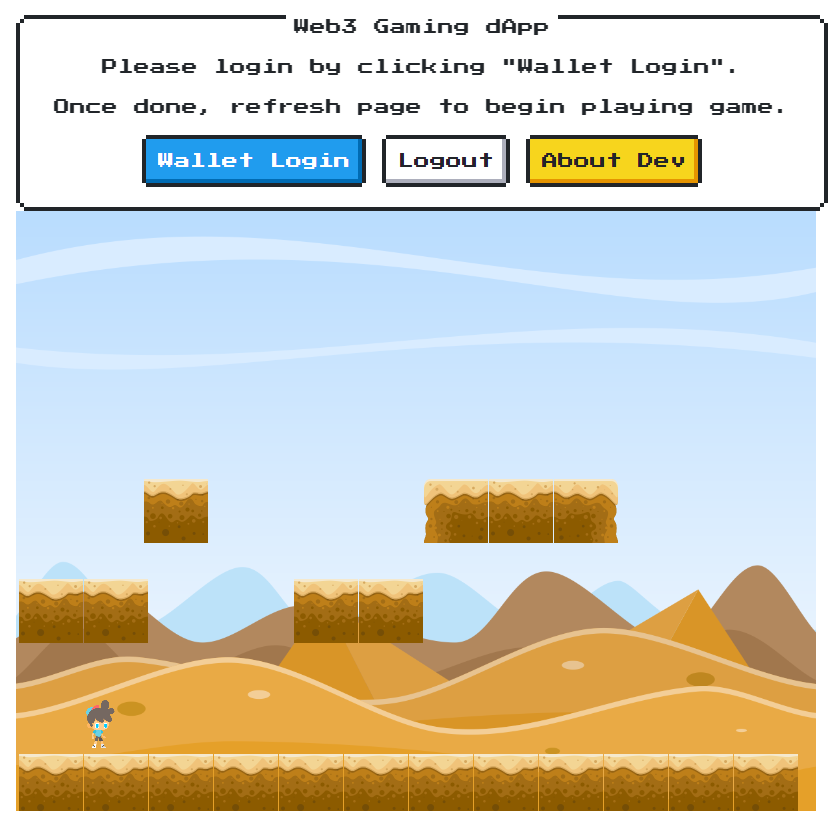 Web3 Gaming dApp
Please login by clicking "Wallet Login".
Once done, refresh page to begin playing game.
Wallet Login Logout About Dev